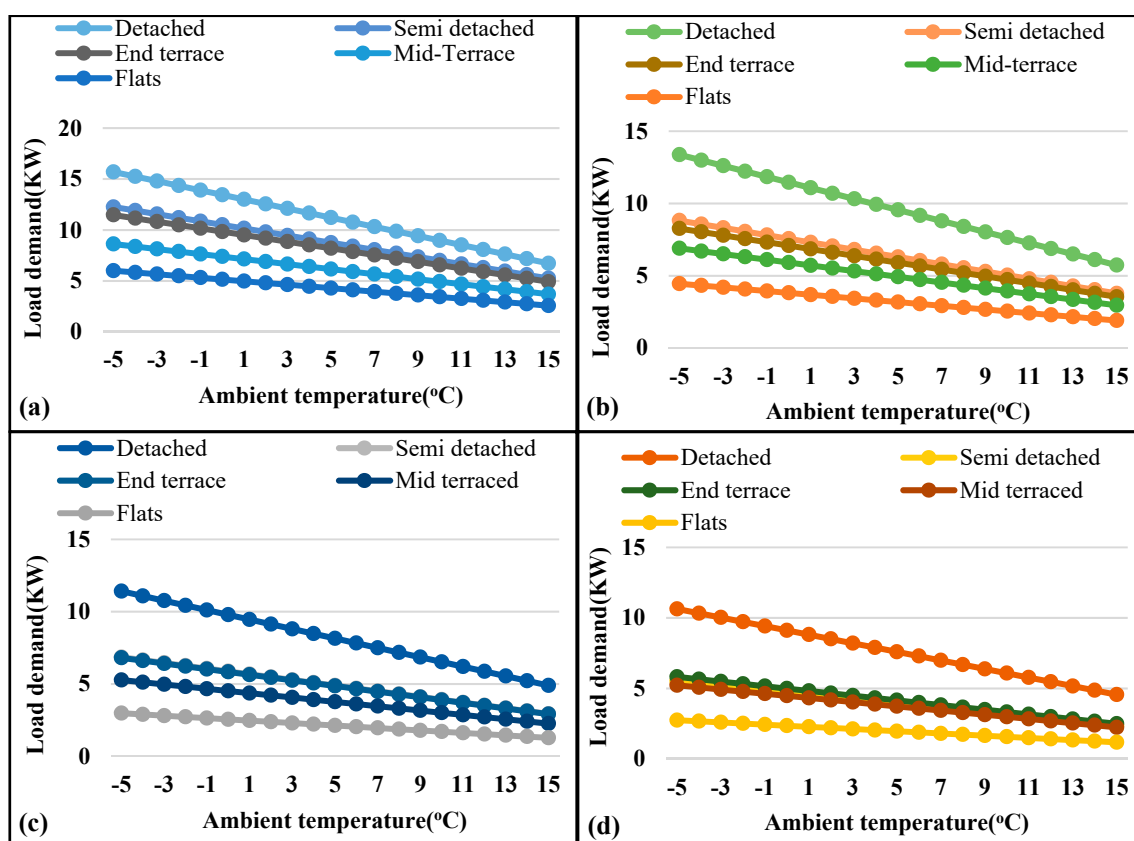 Detached Semi detached
End terrace Mid-Terrace
Flats
Load demand(KW)
20
15
10
5
0
-5 -3 -1 1 3 5 7 9 11 13 15
Ambient temperature(ᵒC)
(a)
Detached Semi detached
End terrace Mid-terrace
Flats
Load demand(KW)
15
10
5
0
-5 -3 -1 1 3 5 7 9 11 13 15
Ambient temperature(ᵒC)
(b)
Detached Semi detached
End terrace Mid terraced
Flats
Load demand(KW)
15
10
5
0
-5 -3 -1 1 3 5 7 9 11 13 15
Ambient temperature(ᵒC)
(c)
Detached Semi detached
End terrace Mid terraced
Flats
Load demand(KW)
15
10
5
0
-5 -3 -1 1 3 5 7 9 11 13 15
Ambient temperature(ᵒC)
(d)